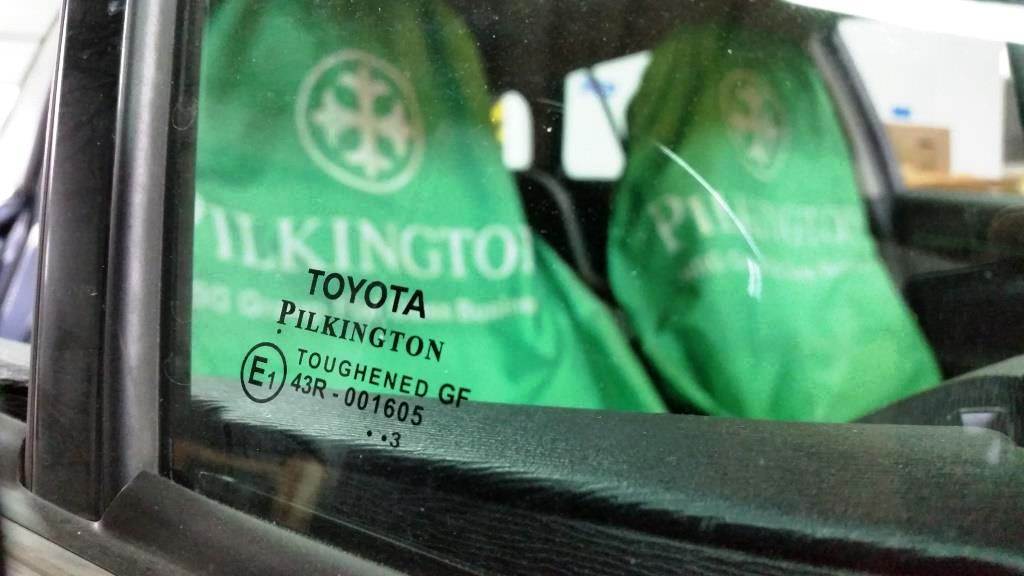 PILKINGTON
PILKINGTON
TOYOTA
PILKINGTON
TOUGHENED GF
E1
43R - 001605
• •3